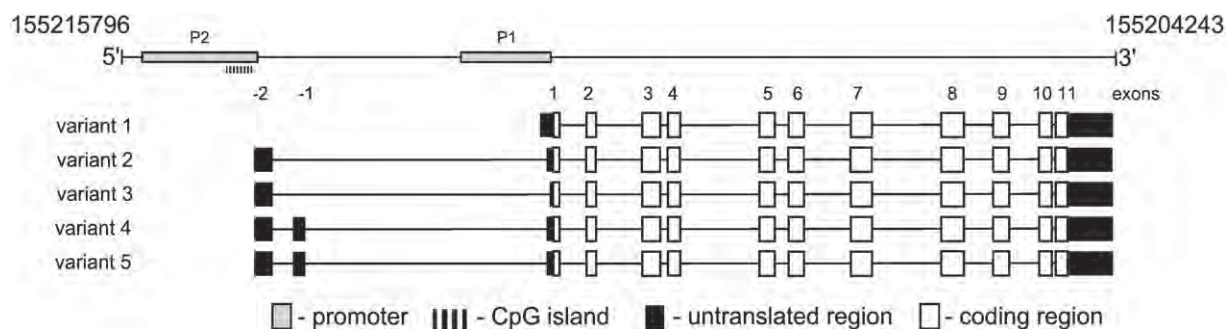 155215796 155204243
P2 P1
5' 3'
-2 -1 1 2 3 4 5 6 7 8 9 10 11 exons
variant 1
variant 2
variant 3
variant 4
variant 5
- promoter - CpG island - untranslated region - coding region